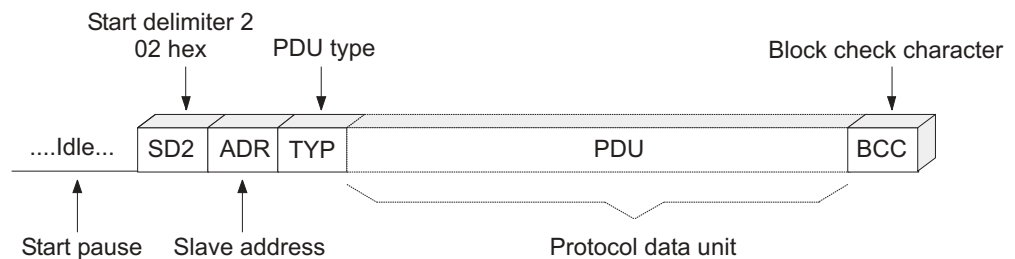 Start delimiter 2
02 hex
PDU type
Block check character
....Idle...
SD2
ADR
TYP
PDU
BCC
Start pause
Slave address
Protocol data unit